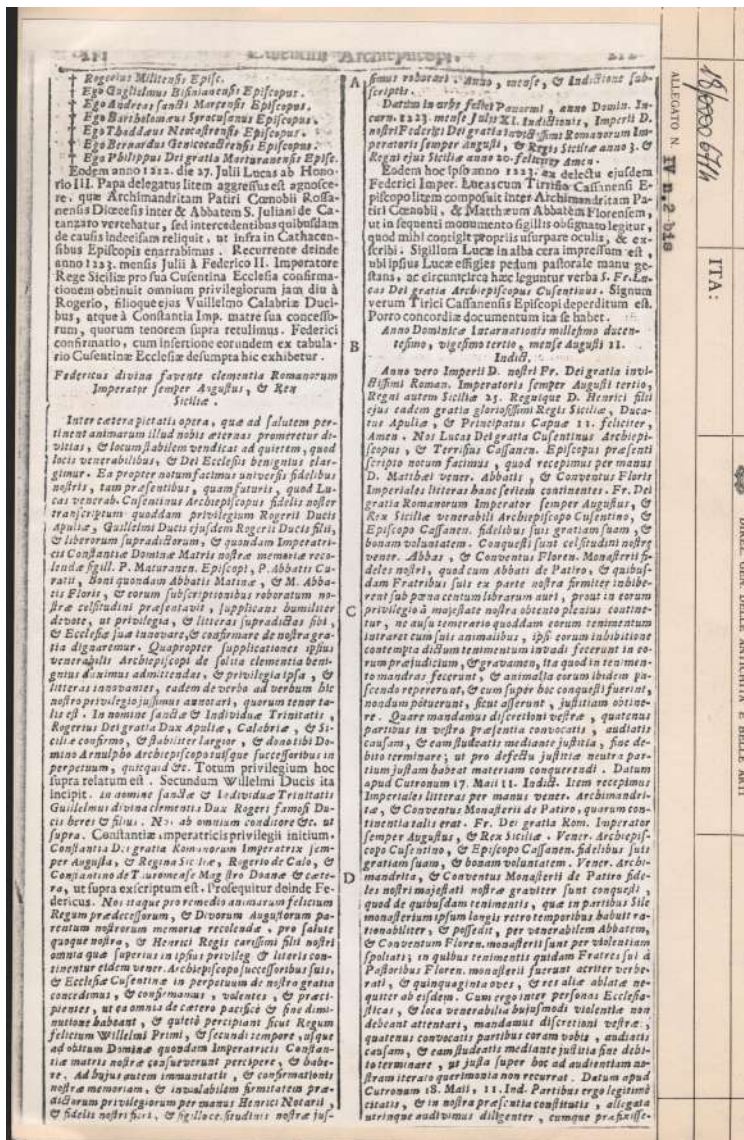 Cusentini Archiepiscopi.
† Rogerius Militensis Episc.
† Ego Guglielmus Bisinianensis Episcopus.
† Ego Andreas sancti Marcensis Episcopus.
† Ego Bartholomæus Syracusanus Episcopus.
† Ego Thaddæus Neocastrensis Episcopus.
† Ego Bernardus Genicocastrensis Episcopus.
† Ego Philippus Dei gratia Marturanensis Episc.
Eodem anno 1212. die 27. Julii Lucas ab Hono-
rio III. Papa delegatus litem aggressus est agnosce-
re, quæ Archimandritam Patiri Cœnobii Rossa-
nensis Diœcesis inter & Abbatem S. Juliani de Ca-
tanzato vertebatur, sed intercedentibus quibusdam
de causis indecisam reliquit, ut infra in Cathacen-
sibus Episcopis enarrabimus. Recurrente deinde
anno 1223. mensis Julii à Federico II. Imperatore
Rege Siciliæ pro sua Cusentina Ecclesia confirma-
tionem obtinuit omnium privilegiorum jam diu à
Rogerio, filioque ejus Vuillelmo Calabriæ Duci-
bus, atque à Constantia Imp. matre sua concesso-
rum, quorum tenorem supra retulimus. Federici
confirmatio, cum insertione eorundem ex tabula-
rio Cusentinæ Ecclesiæ desumpta hic exhibetur.
Federicus divina favente clementia Romanorum
Imperator semper Augustus, & Rex
Siciliæ.
Inter cætera pietatis opera, quæ ad salutem per-
tinent animarum illud nobis æternas promeretur di-
vitias, & locum stabilem vendicat ad quietem, quod
locis venerabilibus, & Dei Ecclesiis benignius elar-
gimur. Ea propter notum facimus universis fidelibus
nostris, tam præsentibus, quam futuris, quod Lu-
cas venerab. Cusentinus Archiepiscopus fidelis noster
transcriptum quoddam privilegium Rogerii Ducis
Apuliæ, Guillelmi Ducis ejusdem Rogerii Ducis filii,
& liberorum supradictorum, & quondam Imperatri-
cis Constantiæ Dominæ Matris nostræ memoriæ reco-
lendæ sigill. P. Maturanen. Episcopi, P. Abbatis Cu-
ratii, Boni quondam Abbatis Matinæ, & M. Abba-
tis Floris, & eorum subscriptionibus roboratum no-
stræ celsitudini præsentavit, supplicans humiliter
devote, ut privilegia, & litteras supradictas sibi,
& Ecclesiæ suæ innovare, & confirmare de nostra gra-
tia dignaremur. Quapropter supplicationes ipsius
venerabilis Archiepiscopi de solita clementia beni-
gnius duximus admittendas, & privilegia ipsa, &
litteras innovantes, eadem de verbo ad verbum hic
nostro privilegio jussimus annotari, quorum tenor ta-
lis est. In nomine sanctæ & Individuæ Trinitatis,
Rogerius Dei gratia Dux Apuliæ, Calabriæ, & Si-
ciliæ confirmo, & stabiliter largior, & dono tibi Do-
mino Arnulpho Archiepiscopo tuisque successoribus in
perpetuum, quicquid &c. Totum privilegium hoc
supra relatum est. Secundum Willelmi Ducis ita
incipit. In nomine sanctæ & Individuæ Trinitatis
Guillelmus divina clementis Dux Rogeri famosi Du-
cis heres & filius. Nos ab omnium conditore &c. ut
supra. Constantiæ imperatricis privilegii initium.
Constantia Dei gratia Romanorum Imperatrix sem-
per Augusta, & Regina Siciliæ, Rogerio de Calo, &
Constantino de Tauromense Magistro Doanæ & cæte-
ra, ut supra exscriptum est. Prosequitur deinde Fe-
dericus. Nos itaque pro remedio animarum felicium
Regum prædecessorum, & Divorum Augustorum pa-
rentum nostrorum memoriæ recolendæ, pro salute
quoque nostra, & Henrici Regis carissimi filii nostri
omnia quæ superius in ipsius privileg & literis con-
tinentur eidem vener. Archiepiscopo successoribus suis,
& Ecclesiæ Cusentinæ in perpetuum de nostra gratia
concedimus, & confirmamus, volentes, & præci-
pientes, ut ea omnia de cætero pacificè & sine dimi-
nutione habeant, & quietè percipiant sicut Regum
felicium Willelmi Primi, & secundi tempore, usque
ad obitum Dominæ quondam Imperatricis Constan-
tiæ matris nostræ consueverunt percipere, & habe-
re. Ad hujus autem immunitatis, & confirmationis
nostræ memoriam, & inviolabilem firmitatem præ-
dictorum privilegiorum per manus Henrici Notarii,
& fidelis nostri fieri, & sigillo celsitudinis nostræ jus-
A
simus roborari. Anno, mense, & Indictione sub-
scriptis.
Datum in urbe felici Panormi, anno Domin. In-
carn. 1223. mense Julii XI. Indictionis, Imperii D.
nostri Federici Dei gratia invictissimi Romanorum Im-
peratoris semper Augusti, & Regis Siciliæ anno 3. &
Regni ejus Siciliæ anno 20. feliciter Amen.
Eodem hoc ipso anno 1223. ex delectu ejusdem
Federici Imper. Lucas cum Tirriño Cassanensi E-
piscopo litem composuit inter Archimandritam Pa-
tiri Cœnobii, & Matthæum Abbatem Florensem,
ut in sequenti monumento sigillis obsignato legitur,
quod mihi contigit propriis usurpare oculis, & ex-
scribi. Sigillum Lucæ in alba cera impressum est,
ubi ipsius Lucæ effigies pedum pastorale manu ge-
stans, ac circumcirca hæc leguntur verba S. Fr. Lu-
cas Dei gratia Archiepiscopus Cusentinus. Signum
verum Tirici Cassanensis Episcopi deperditum est.
Porro concordiæ documentum ita se habet.
Anno Dominicæ Incarnationis millesimo ducen-
B
tesimo, vigesimo tertio, mense Augusti 11.
Indict.
Anno vero Imperii D. nostri Fr. Dei gratia invi-
ctissimi Roman. Imperatoris semper Augusti tertio,
Regni autem Siciliæ 25. Regnique D. Henrici filii
ejus eadem gratia gloriosissimi Regis Siciliæ, Duca-
tus Apuliæ, & Principatus Capuæ 11. feliciter,
Amen. Nos Lucas Dei gratia Cusentinus Archiepi-
scopus, & Terrisius Cassanen. Episcopus præsenti
scripto notum facimus, quod recepimus per manus
D. Matthæi vener. Abbatis, & Conventus Floris
Imperiales litteras hanc seriem continentes. Fr. Dei
gratia Romanorum Imperator semper Augustus, &
Rex Siciliæ venerabili Archiepiscopo Cusentino, &
Episcopo Cassanen. fidelibus suis gratiam suam, &
bonam voluntatem. Conquesti sunt celsitudini nostræ
vener. Abbas, & Conventus Floren. Monasterii fi-
deles nostri, quod cum Abbati de Patiro, & quibus-
dam Fratribus suis ex parte nostra firmiter inhibe-
rent sub pœna centum librarum auri, prout in eorum
privilegio à majestate nostra obtento plenius contine-
C
tur, ne ausu temerario quoddam eorum tenimentum
intraret cum suis animalibus, ipsi eorum inhibitione
contempta dictum tenimentum invadi fecerunt in eo-
rum præjudicium, & gravamen, ita quod in tenimen-
to mandras fecerunt, & animalia eorum ibidem pa-
scendo repererunt, & cum super hoc conquesti fuerint,
nondum potuerunt, sicut asserunt, justitiam obtine-
re. Quare mandamus discretioni vestræ, quatenus
partibus in vestro præsentia convocatis, auditis
causam, & eam studeatis mediante justitia, sine de-
bito terminare; ut pro defectu justitiæ neutra par-
tium justam habeat materiam conquerendi. Datum
apud Cutronum 17. Maii 11. Indict. Item recepimus
Imperiales litteras per manus vener. Archimandri-
tæ, & Conventus Monasterii de Patiro, quarum con-
tinentia talis erat. Fr. Dei gratia Rom. Imperator
semper Augustus, & Rex Siciliæ. Vener. Archiepis-
copo Cusentino, & Episcopo Cassanen. fidelibus suis
gratiam suam, & bonam voluntatem. Vener. Archi-
D
mandrita, & Conventus Monasterii de Patiro fide-
les nostri majestati nostræ graviter sunt conquesti,
quod de quibusdam tenimentis, quæ in partibus Silæ
monasterium ipsum longis retro temporibus habuit ra-
tionabiliter, & possedit, per venerabilem Abbatem,
& Conventum Floren. monasterii sunt per violentiam
spoliati; in quibus tenimentis quidam Fratres sui à
Pastoribus Floren. monasterii fuerunt acriter verbe-
rati, & quinquaginta oves, & res aliæ ablatæ ne-
quiter ab eisdem. Cum ergo inter personas Ecclesia-
sticas, & loca venerabilia hujusmodi violentiæ non
debeant attentari, mandamus discretioni vestræ,
quatenus convocatis partibus coram vobis, audiatis
causam, & eam studeatis mediante justitia fine debi-
to terminare, ut justa super hoc ad audientiam no-
stram iterato querimonia non recurrat. Datum apud
Cutronum 18. Maii, 11. Ind. Partibus ergo legitimè
citatis, & in nostra præsentia constitutis, allegata
utrinque audivimus diligenter, cumque præfixisse-
ALLEGATO N. IV n. 2 bis
ITA:
DIREZ. GEN. DELLE ANTICHITÀ E BELLE ARTI